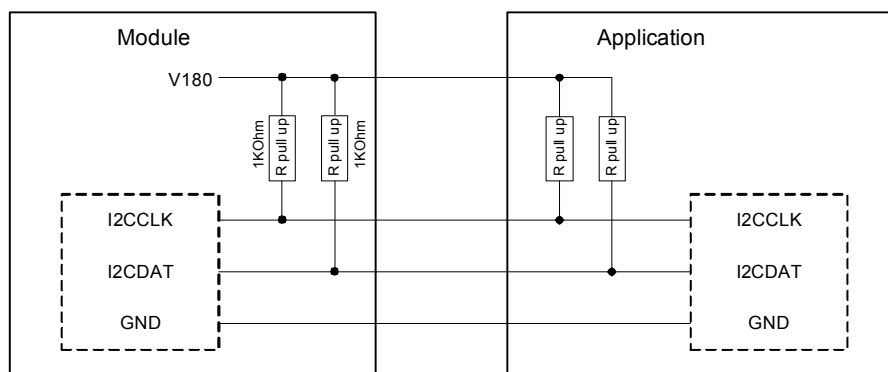 Module
Application
V180
1KOhm
R pull up
R pull up
1KOhm
R pull up
R pull up
I2CCLK
I2CCLK
I2CDAT
I2CDAT
GND
GND